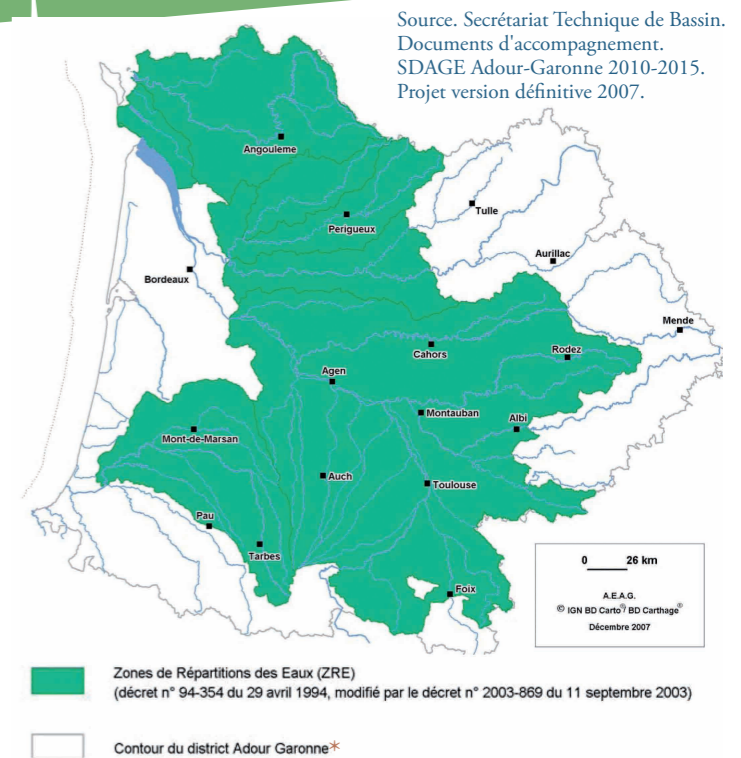 Source. Secrétariat Technique de Bassin.
Documents d'accompagnement.
SDAGE Adour-Garonne 2010-2015.
Projet version définitive 2007.
Angouleme
Perigueux
Tulle
Aurillac
Bordeaux
Mende
Cahors
Rodez
Agen
Montauban
Albi
Mont-de-Marsan
Auch
Toulouse
Pau
Tarbes
Foix
0 26 km
A.E.A.G.
© IGN BD Carto® / BD Carthage®
Décembre 2007
Zones de Répartitions des Eaux (ZRE)
(décret n° 94-354 du 29 avril 1994, modifié par le décret n° 2003-869 du 11 septembre 2003)
Contour du district Adour Garonne*